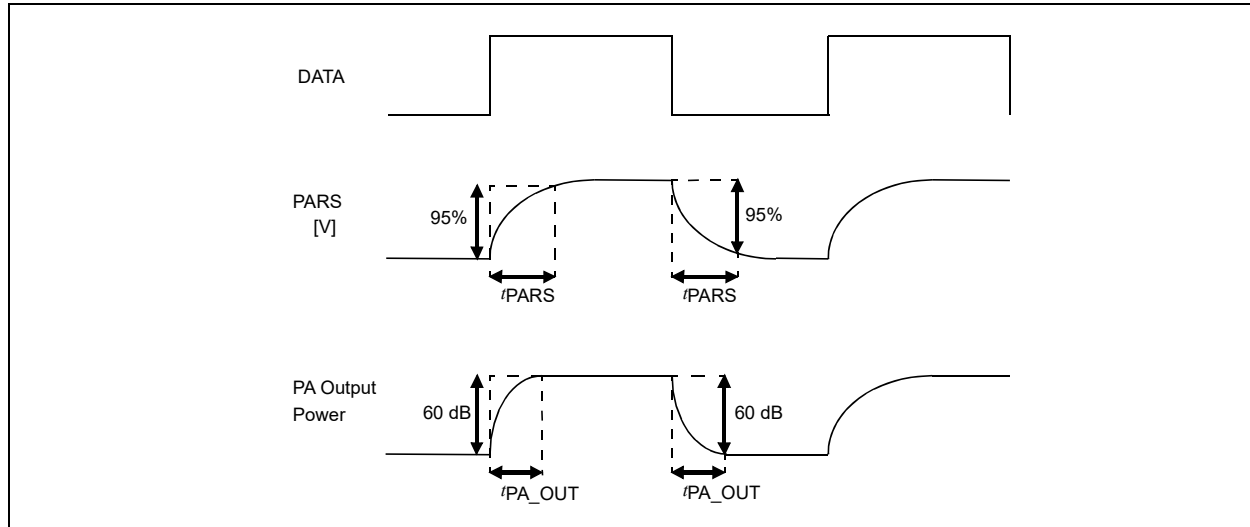 DATA
PARS
[V]
95%
95%
tPARS
tPARS
PA Output
Power
60 dB
60 dB
tPA_OUT
tPA_OUT